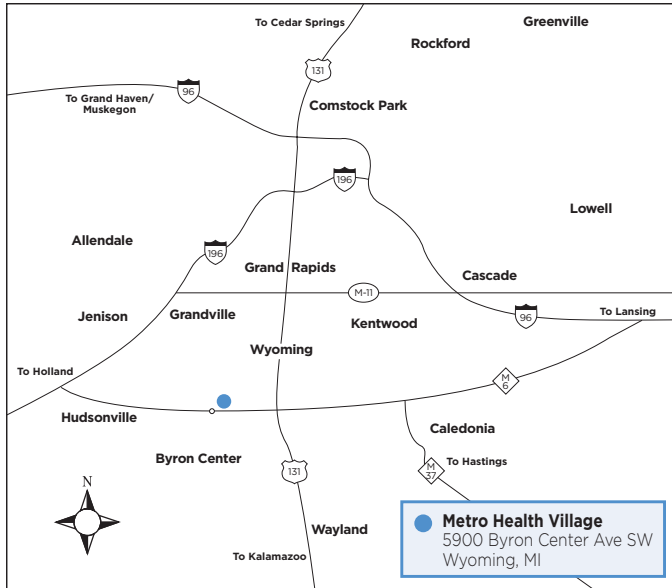 To Cedar Springs
Greenville
Rockford
131
96
To Grand Haven/
Muskegon
Comstock Park
196
Lowell
Allendale
196
Grand Rapids
Cascade
M-11
Jenison
Grandville
Kentwood
96
To Lansing
Wyoming
To Holland
M
6
Hudsonville
Caledonia
Byron Center
131
To Hastings
M
37
N
Wayland
To Kalamazoo
Metro Health Village
5900 Byron Center Ave SW
Wyoming, MI